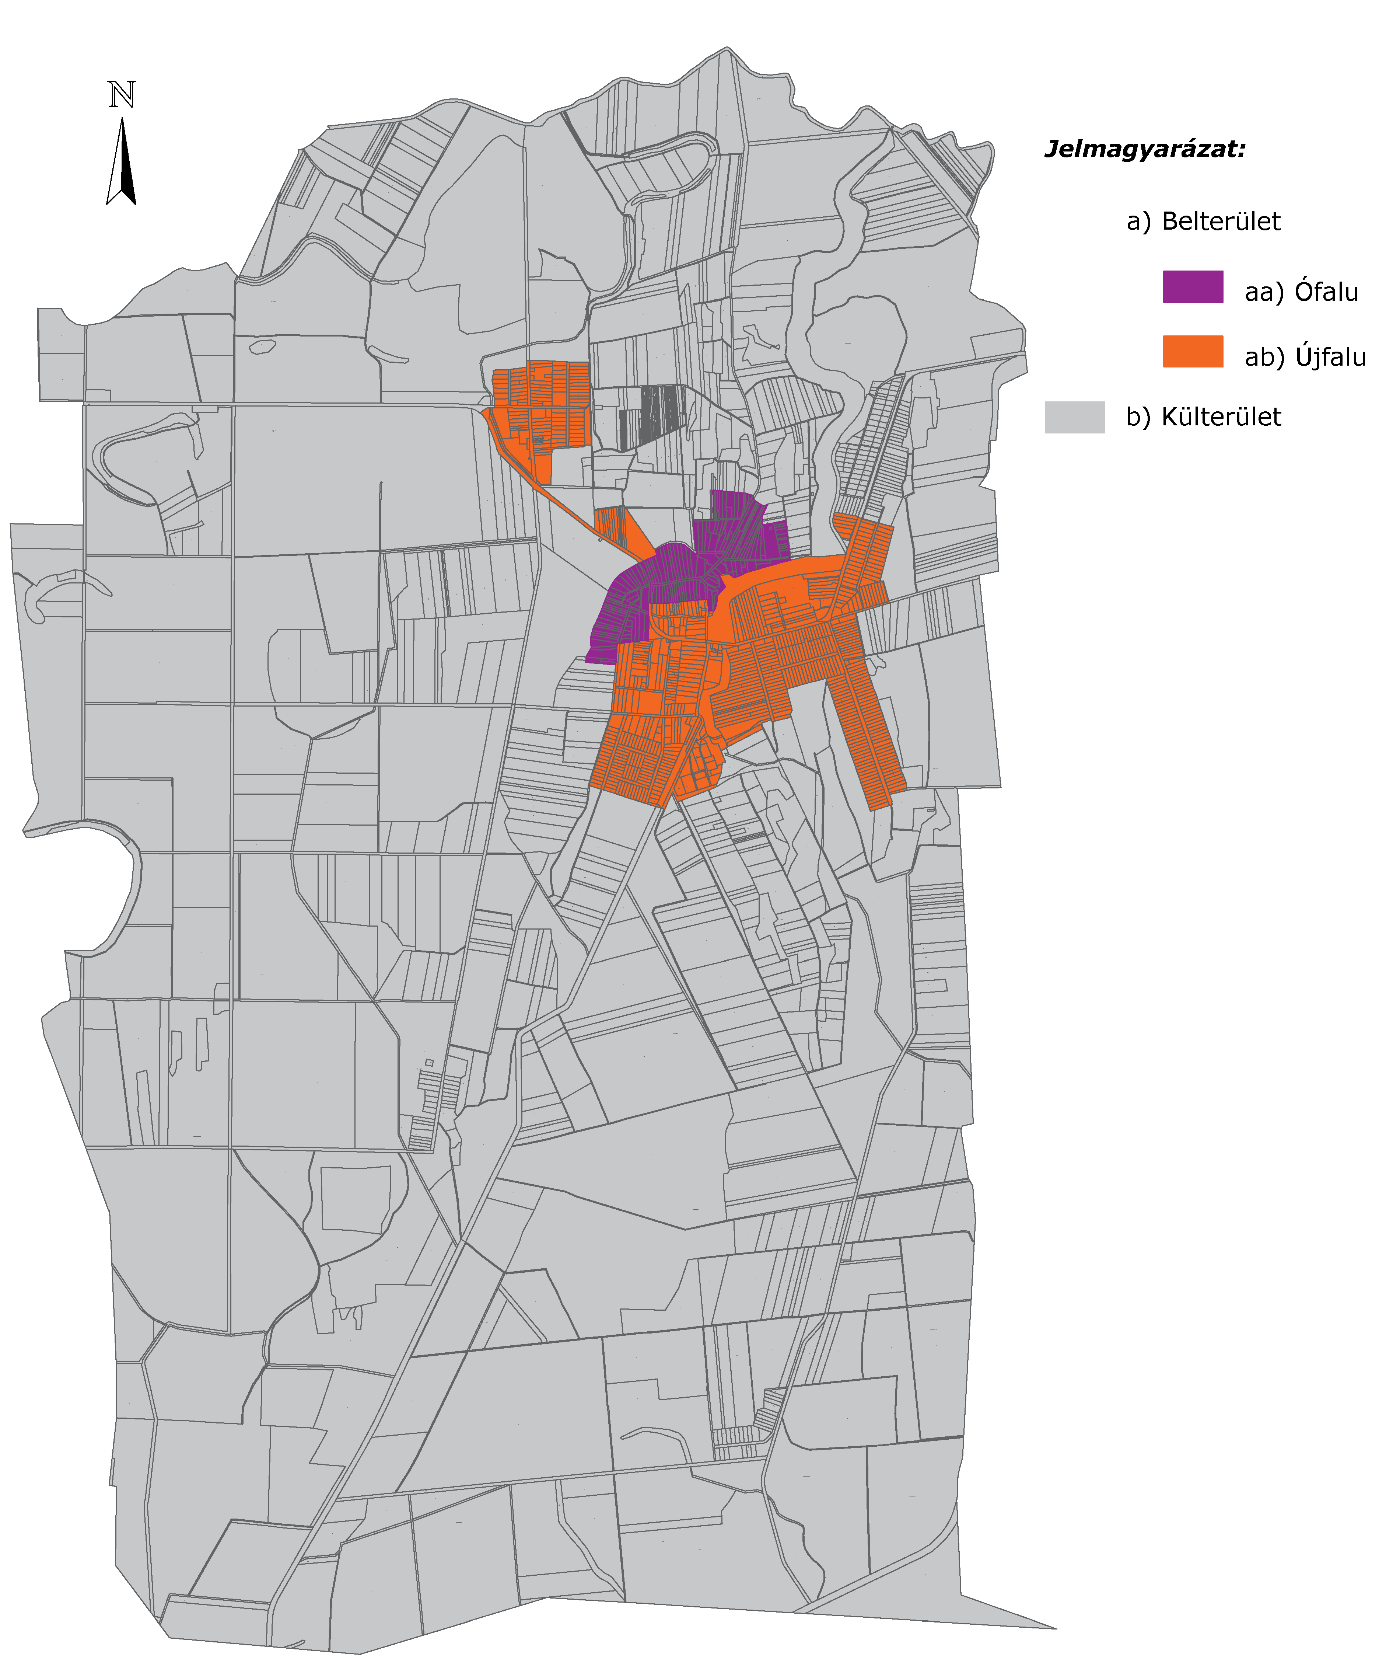 N
Jelmagyarázat:
a) Belterület
aa) Ófalu
ab) Újfalu
b) Külterület